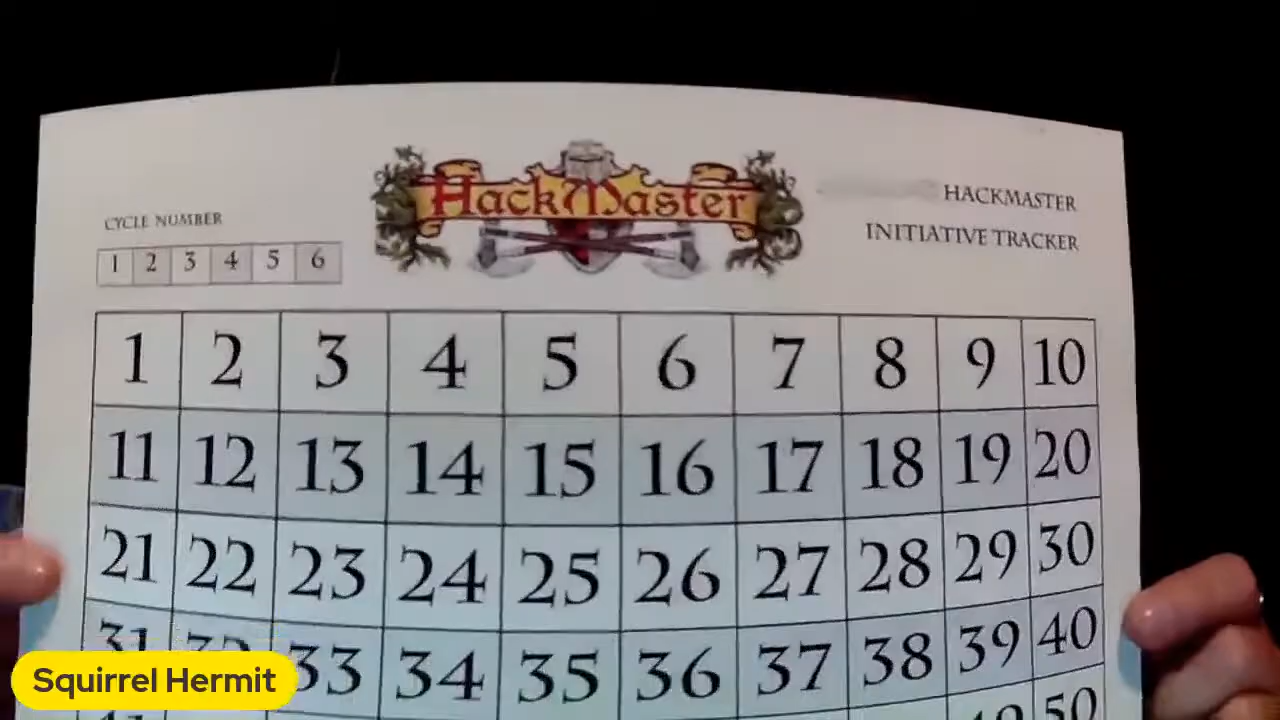 HackMaster
HACKMASTER
INITIATIVE TRACKER
CYCLE NUMBER
1 2 3 4 5 6
1 2 3 4 5 6 7 8 9 10
11 12 13 14 15 16 17 18 19 20
21 22 23 24 25 26 27 28 29 30
31 32 33 34 35 36 37 38 39 40
50
Squirrel Hermit